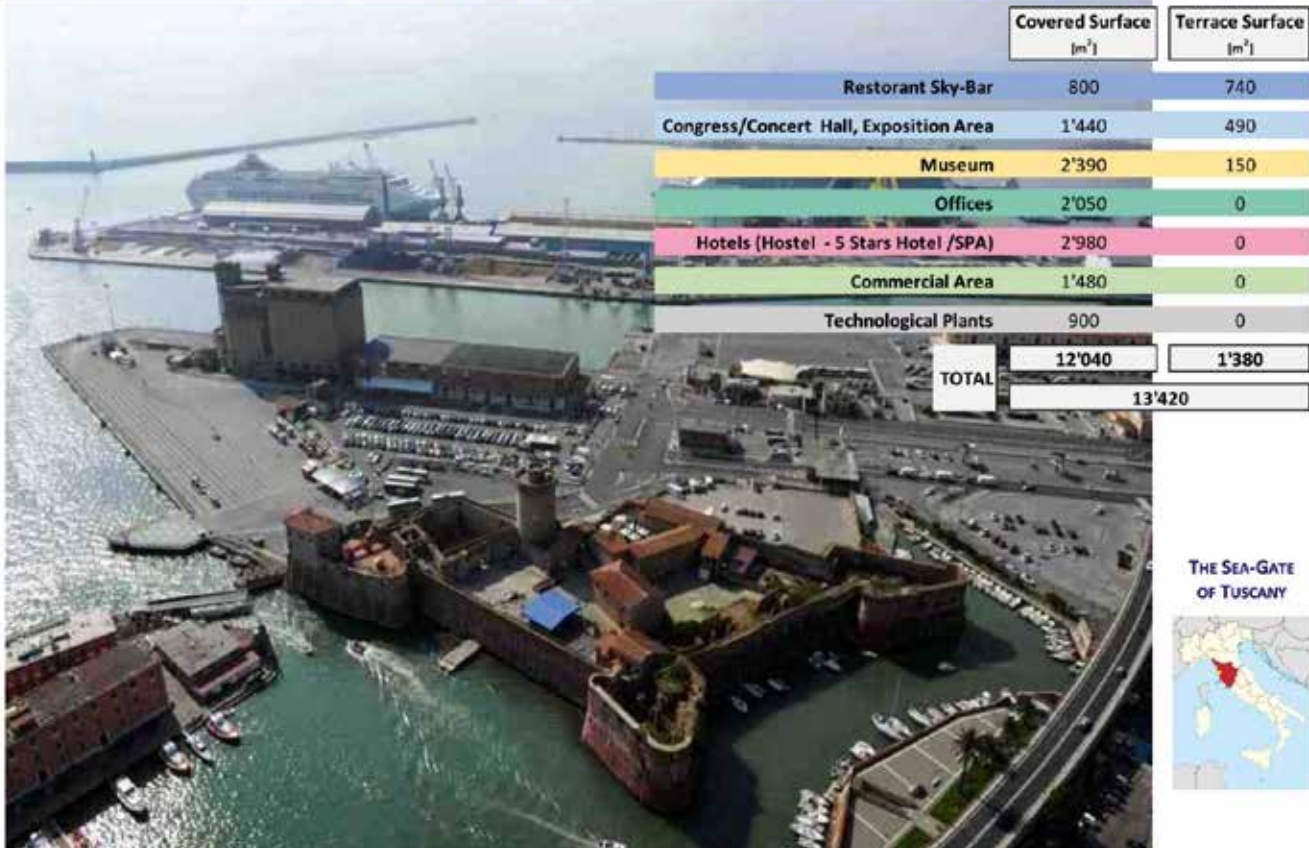 Covered Surface Terrace Surface
[m²] [m²]
Restorant Sky-Bar 800 740
Congress/Concert Hall, Exposition Area 1'440 490
Museum 2'390 150
Offices 2'050 0
Hotels (Hostel - 5 Stars Hotel /SPA) 2'980 0
Commercial Area 1'480 0
Technological Plants 900 0
TOTAL 12'040 1'380
13'420
THE SEA-GATE
OF TUSCANY